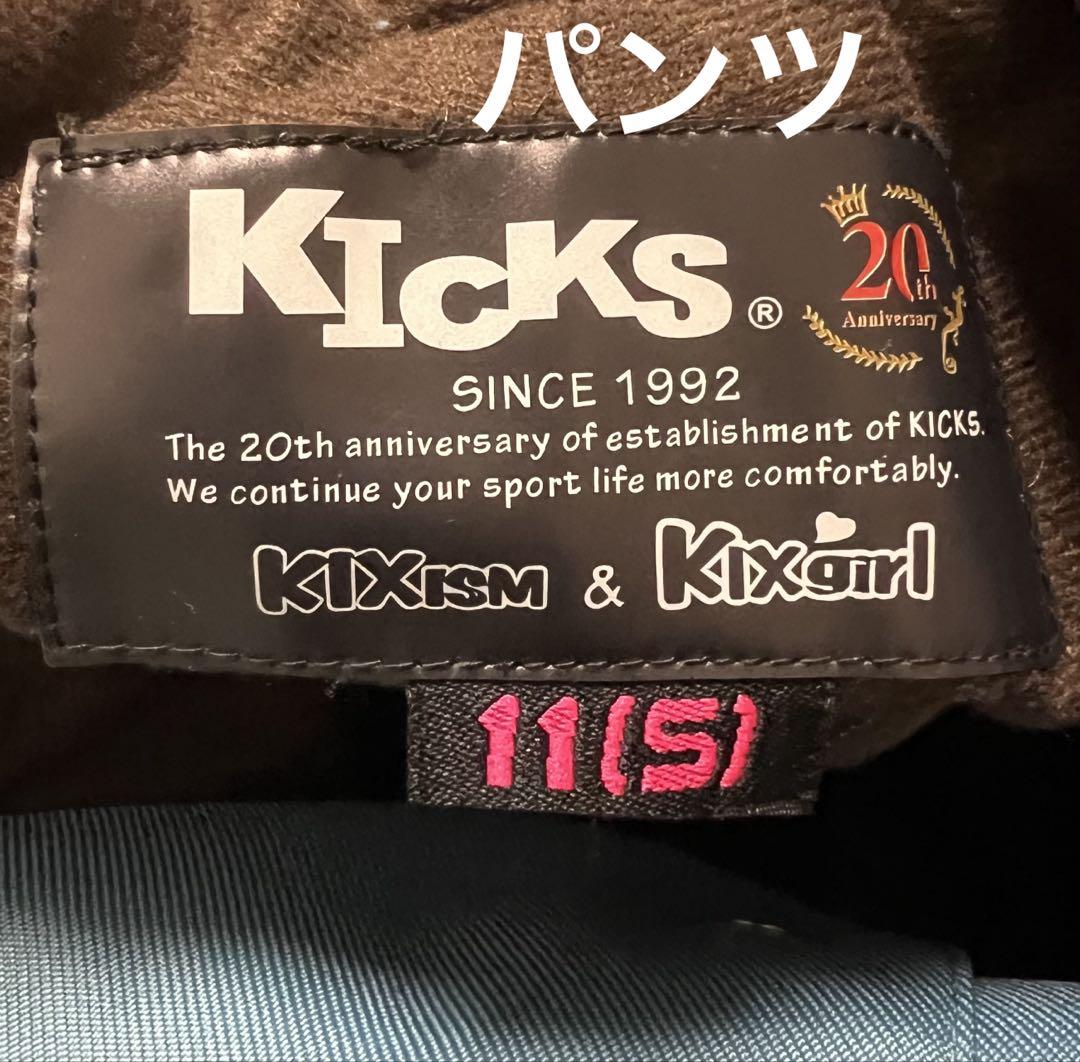 パンツ
KICKS®
20th
Anniversary
SINCE 1992
The 20th anniversary of establishment of KICKS.
We continue your sport life more comfortably.
KIXISM & KIXgirl
11(S)